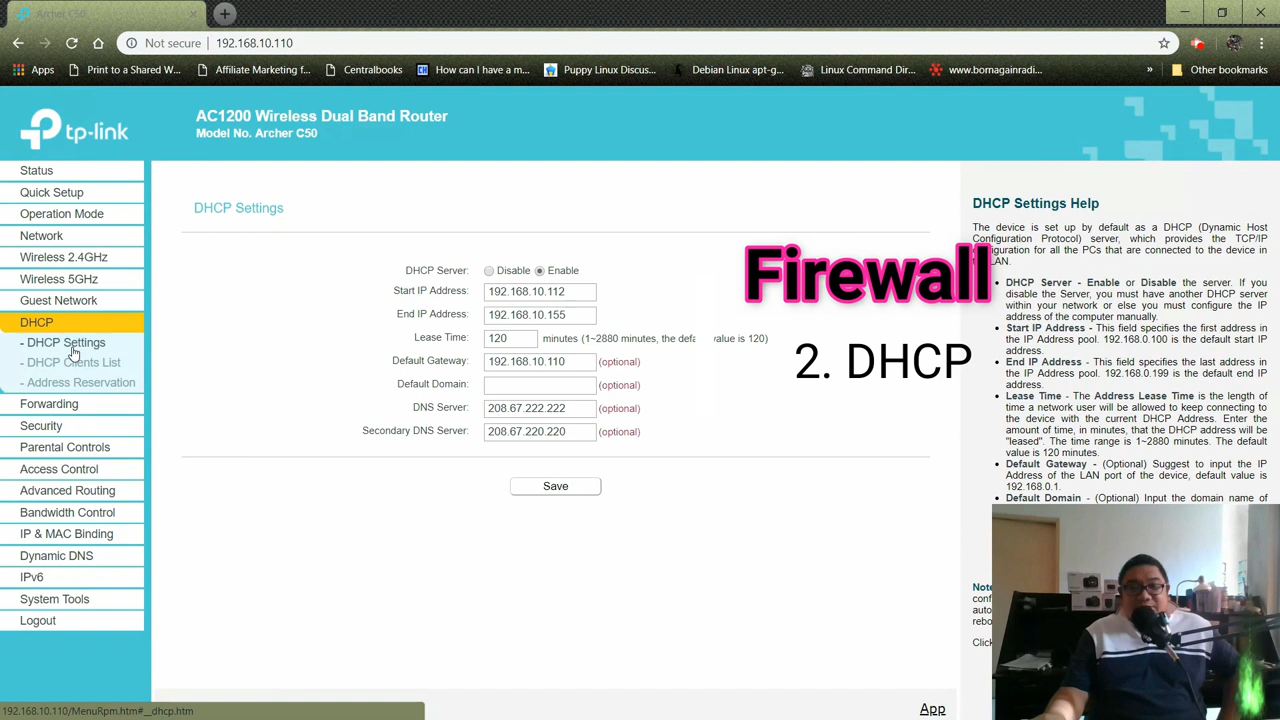 Archer C50
Not secure | 192.168.10.110
Apps
Print to a Shared W...
Affiliate Marketing f...
Centralbooks
How can I have a m...
Puppy Linux Discus...
Debian Linux apt-g...
Linux Command Dir...
www.bornagainradi...
»
Other bookmarks
tp-link
AC1200 Wireless Dual Band Router
Model No. Archer C50
Status
Quick Setup
Operation Mode
Network
Wireless 2.4GHz
Wireless 5GHz
Guest Network
DHCP
- DHCP Settings
- DHCP Clients List
- Address Reservation
Forwarding
Security
Parental Controls
Access Control
Advanced Routing
Bandwidth Control
IP & MAC Binding
Dynamic DNS
IPv6
System Tools
Logout
DHCP Settings
DHCP Server: Disable Enable
Start IP Address: 192.168.10.112
End IP Address: 192.168.10.155
Lease Time: 120 minutes (1~2880 minutes, the default value is 120)
Default Gateway: 192.168.10.110 (optional)
Default Domain: (optional)
DNS Server: 208.67.222.222 (optional)
Secondary DNS Server: 208.67.220.220 (optional)
Save
Firewall
2. DHCP
DHCP Settings Help
The device is set up by default as a DHCP (Dynamic Host
Configuration Protocol) server, which provides the TCP/IP
configuration for all the PCs that are connected to the device in
LAN.
• DHCP Server - Enable or Disable the server. If you
disable the Server, you must have another DHCP server
within your network or else you must configure the IP
address of the computer manually.
• Start IP Address - This field specifies the first address in
the IP Address pool. 192.168.0.100 is the default start IP
address.
• End IP Address - This field specifies the last address in
the IP Address pool. 192.168.0.199 is the default end IP
address.
• Lease Time - The Address Lease Time is the length of
time a network user will be allowed to keep connecting
to the device with the current DHCP Address. Enter the
amount of time, in minutes, that the DHCP address will be
"leased". The time range is 1~2880 minutes. The default
value is 120 minutes.
• Default Gateway - (Optional) Suggest to input the IP
Address of the LAN port of the device, default value is
192.168.0.1.
• Default Domain - (Optional) Input the domain name of
Note
conf
auto
rebo
Click
App
192.168.10.110/MenuRpm.htm#__dhcp.htm